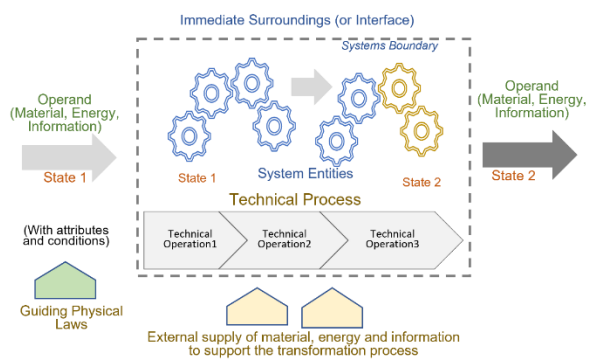 Immediate Surroundings (or Interface)
Systems Boundary
Operand
(Material, Energy,
Information)
State 1
State 1
System Entities
State 2
Operand
(Material, Energy,
Information)
State 2
Technical Process
Technical
Operation1
Technical
Operation2
Technical
Operation3
(With attributes
and conditions)
Guiding Physical
Laws
External supply of material, energy and information
to support the transformation process